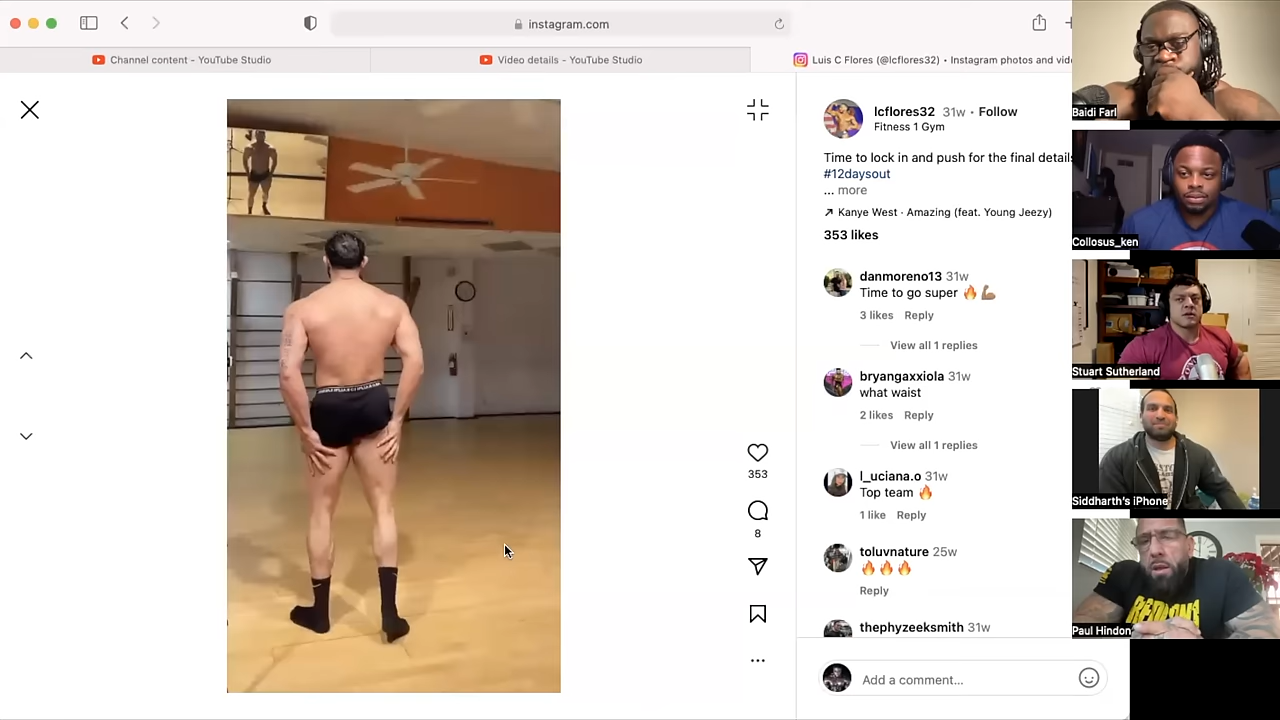 instagram.com
Channel content - YouTube Studio
Video details - YouTube Studio
Luis C Flores (@lcflores32) • Instagram photos and vide
lcflores32 31w • Follow
Fitness 1 Gym
Time to lock in and push for the final details
#12daysout
... more
Kanye West · Amazing (feat. Young Jeezy)
353 likes
danmoreno13 31w
Time to go super 🔥 💪🏽
3 likes Reply
View all 1 replies
bryangaxxiola 31w
what waist
2 likes Reply
View all 1 replies
l_uciana.o 31w
Top team 🔥
1 like Reply
toluvnature 25w
🔥 🔥 🔥
Reply
thephyzeeksmith 31w
Add a comment...
353
8
Baidi Farl
Collosus_ken
Stuart Sutherland
Siddharth's iPhone
Paul Hindon